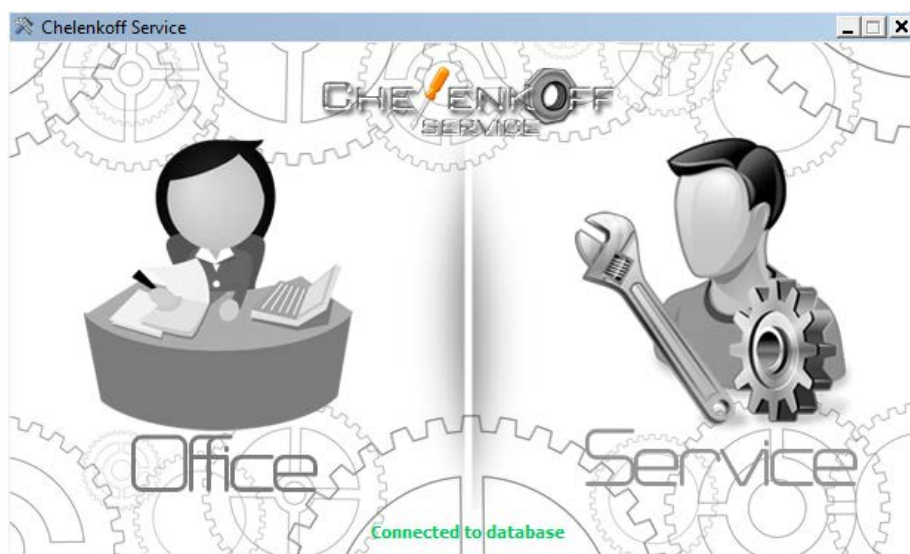 Chelenkoff Service
CHELENKOFF
SERVICE
Office
Service
Connected to database